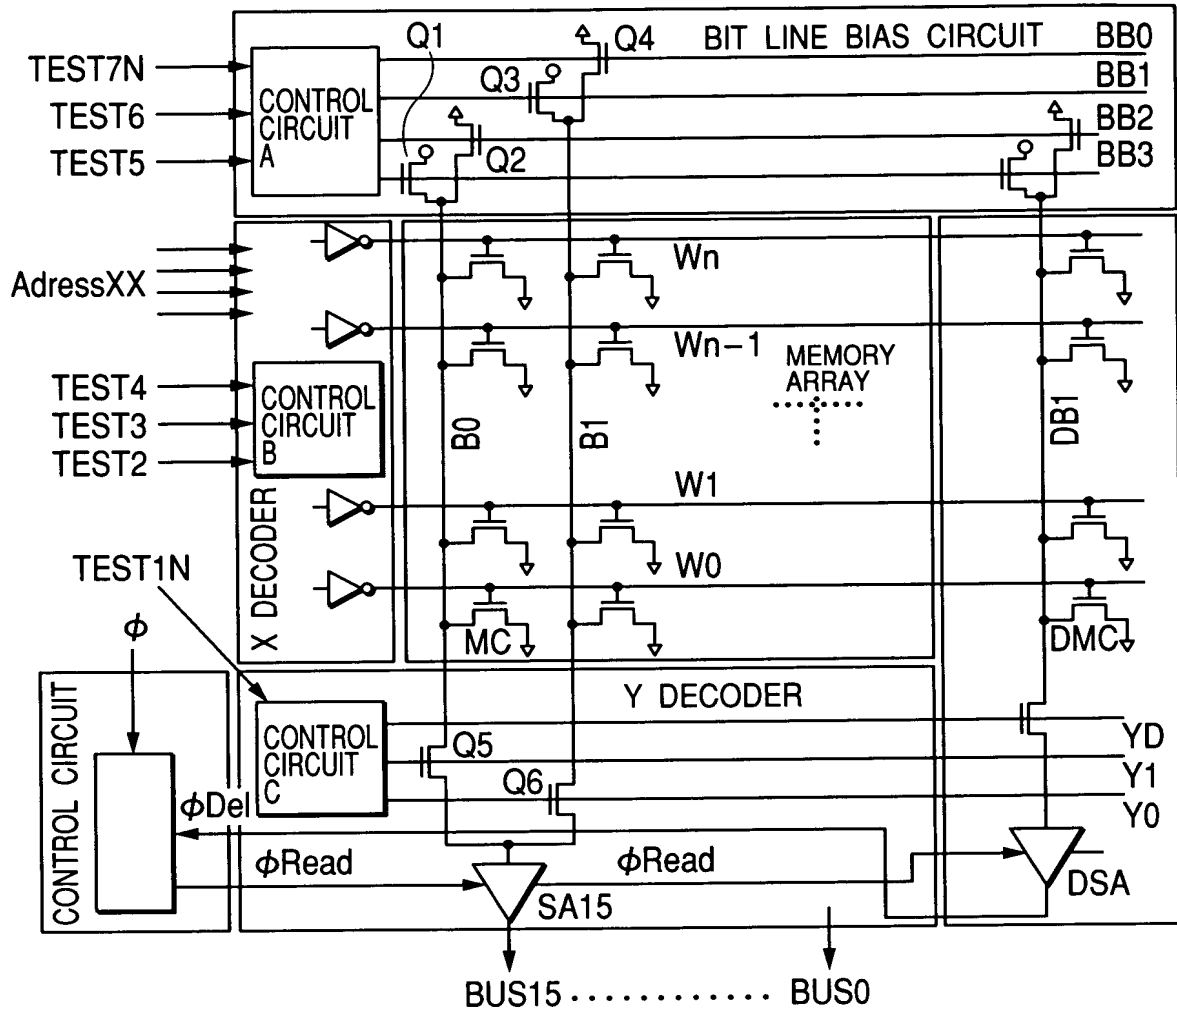 Q1
Q4
BIT LINE BIAS CIRCUIT
BB0
TEST7N
Q3
BB1
CONTROL
CIRCUIT
A
TEST6
BB2
TEST5
Q2
BB3
AdressXX
Wn
Wn-1
MEMORY
ARRAY
TEST4
TEST3
TEST2
CONTROL
CIRCUIT
B
B0
B1
DB1
X DECODER
W1
TEST1N
W0
ϕ
MC
DMC
CONTROL CIRCUIT
Y DECODER
CONTROL
CIRCUIT
C
Q5
YD
Q6
Y1
ϕDel
Y0
ϕRead
ϕRead
SA15
DSA
BUS15 ............. BUS0